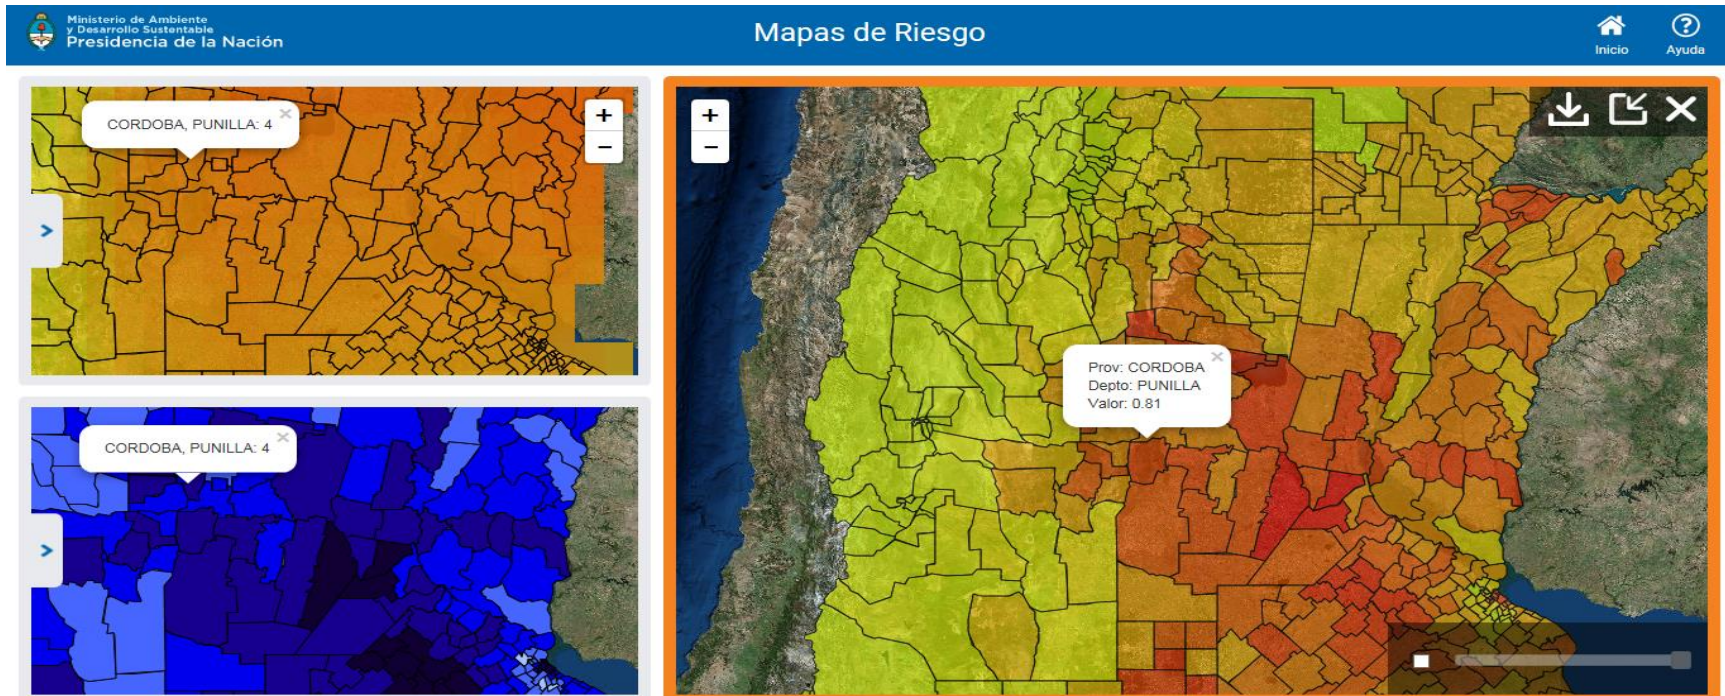 Ministerio de Ambiente
y Desarrollo Sustentable
Presidencia de la Nación
Mapas de Riesgo
Inicio
Ayuda
CORDOBA, PUNILLA: 4
+
−
>
CORDOBA, PUNILLA: 4
>
+
−
Prov: CORDOBA
Depto: PUNILLA
Valor: 0.81